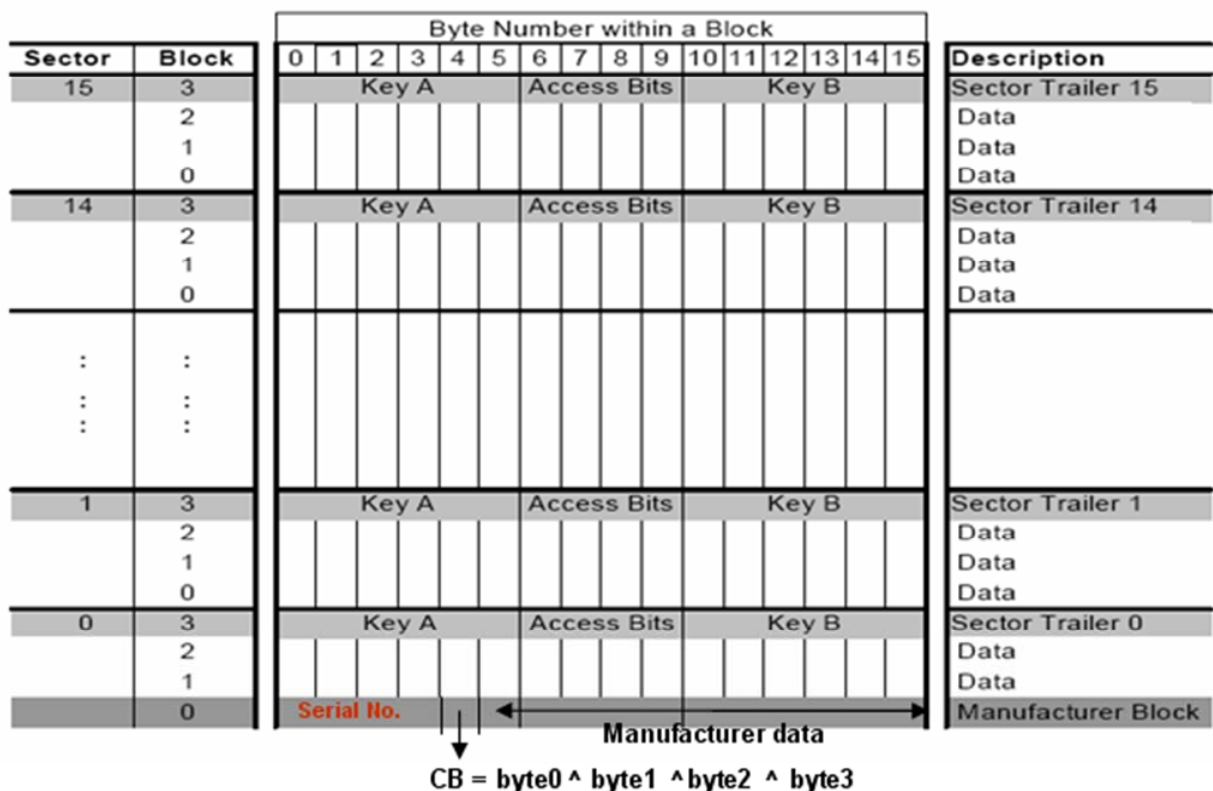 Byte Number within a Block
Sector Block 0 1 2 3 4 5 6 7 8 9 10 11 12 13 14 15 Description
15 3 Key A Access Bits Key B Sector Trailer 15
2 Data
1 Data
0 Data
14 3 Key A Access Bits Key B Sector Trailer 14
2 Data
1 Data
0 Data
: :
: :
: :
1 3 Key A Access Bits Key B Sector Trailer 1
2 Data
1 Data
0 Data
0 3 Key A Access Bits Key B Sector Trailer 0
2 Data
1 Data
0 Serial No. Manufacturer Block
Manufacturer data
CB = byte0 ^ byte1 ^byte2 ^ byte3